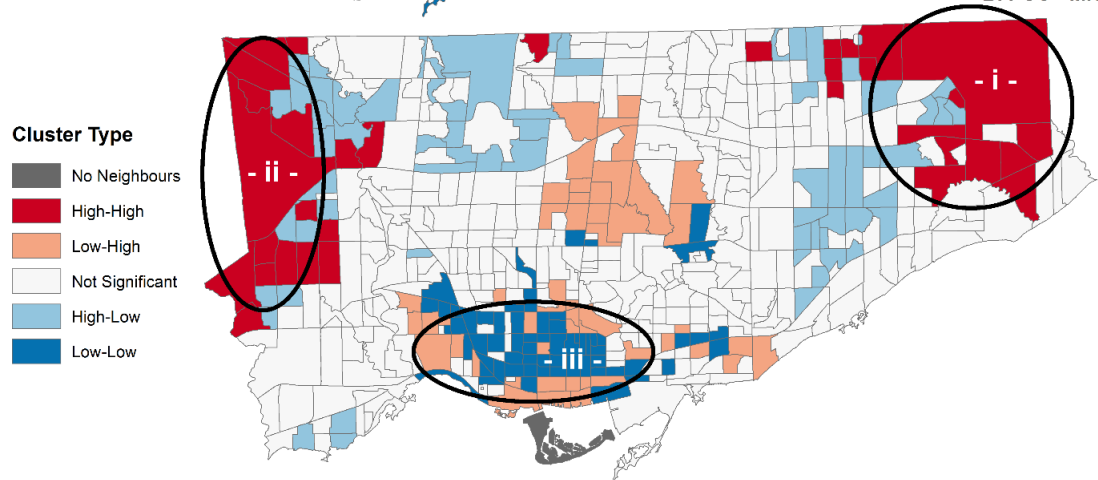 - i -
Cluster Type
- ii -
No Neighbours
High-High
Low-High
Not Significant
High-Low
Low-Low
- iii -